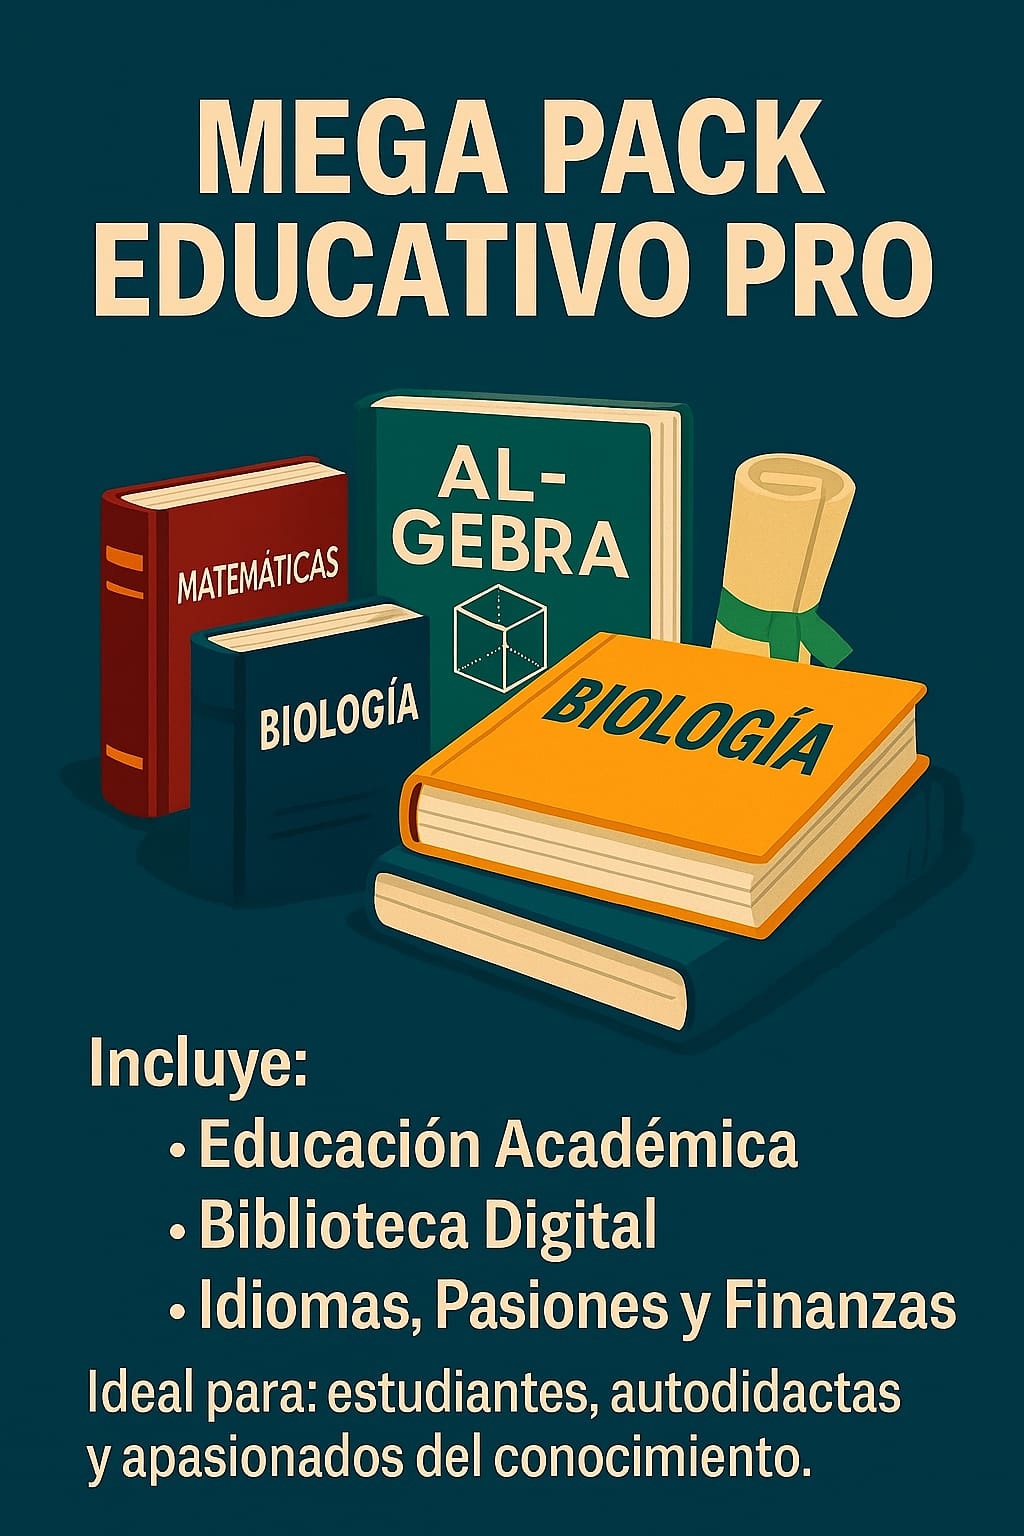 MEGA PACK
EDUCATIVO PRO
MATEMÁTICAS
AL-
GEBRA
BIOLOGÍA
BIOLOGÍA
Incluye:
• Educación Académica
• Biblioteca Digital
• Idiomas, Pasiones y Finanzas
Ideal para: estudiantes, autodidactas
y apasionados del conocimiento.